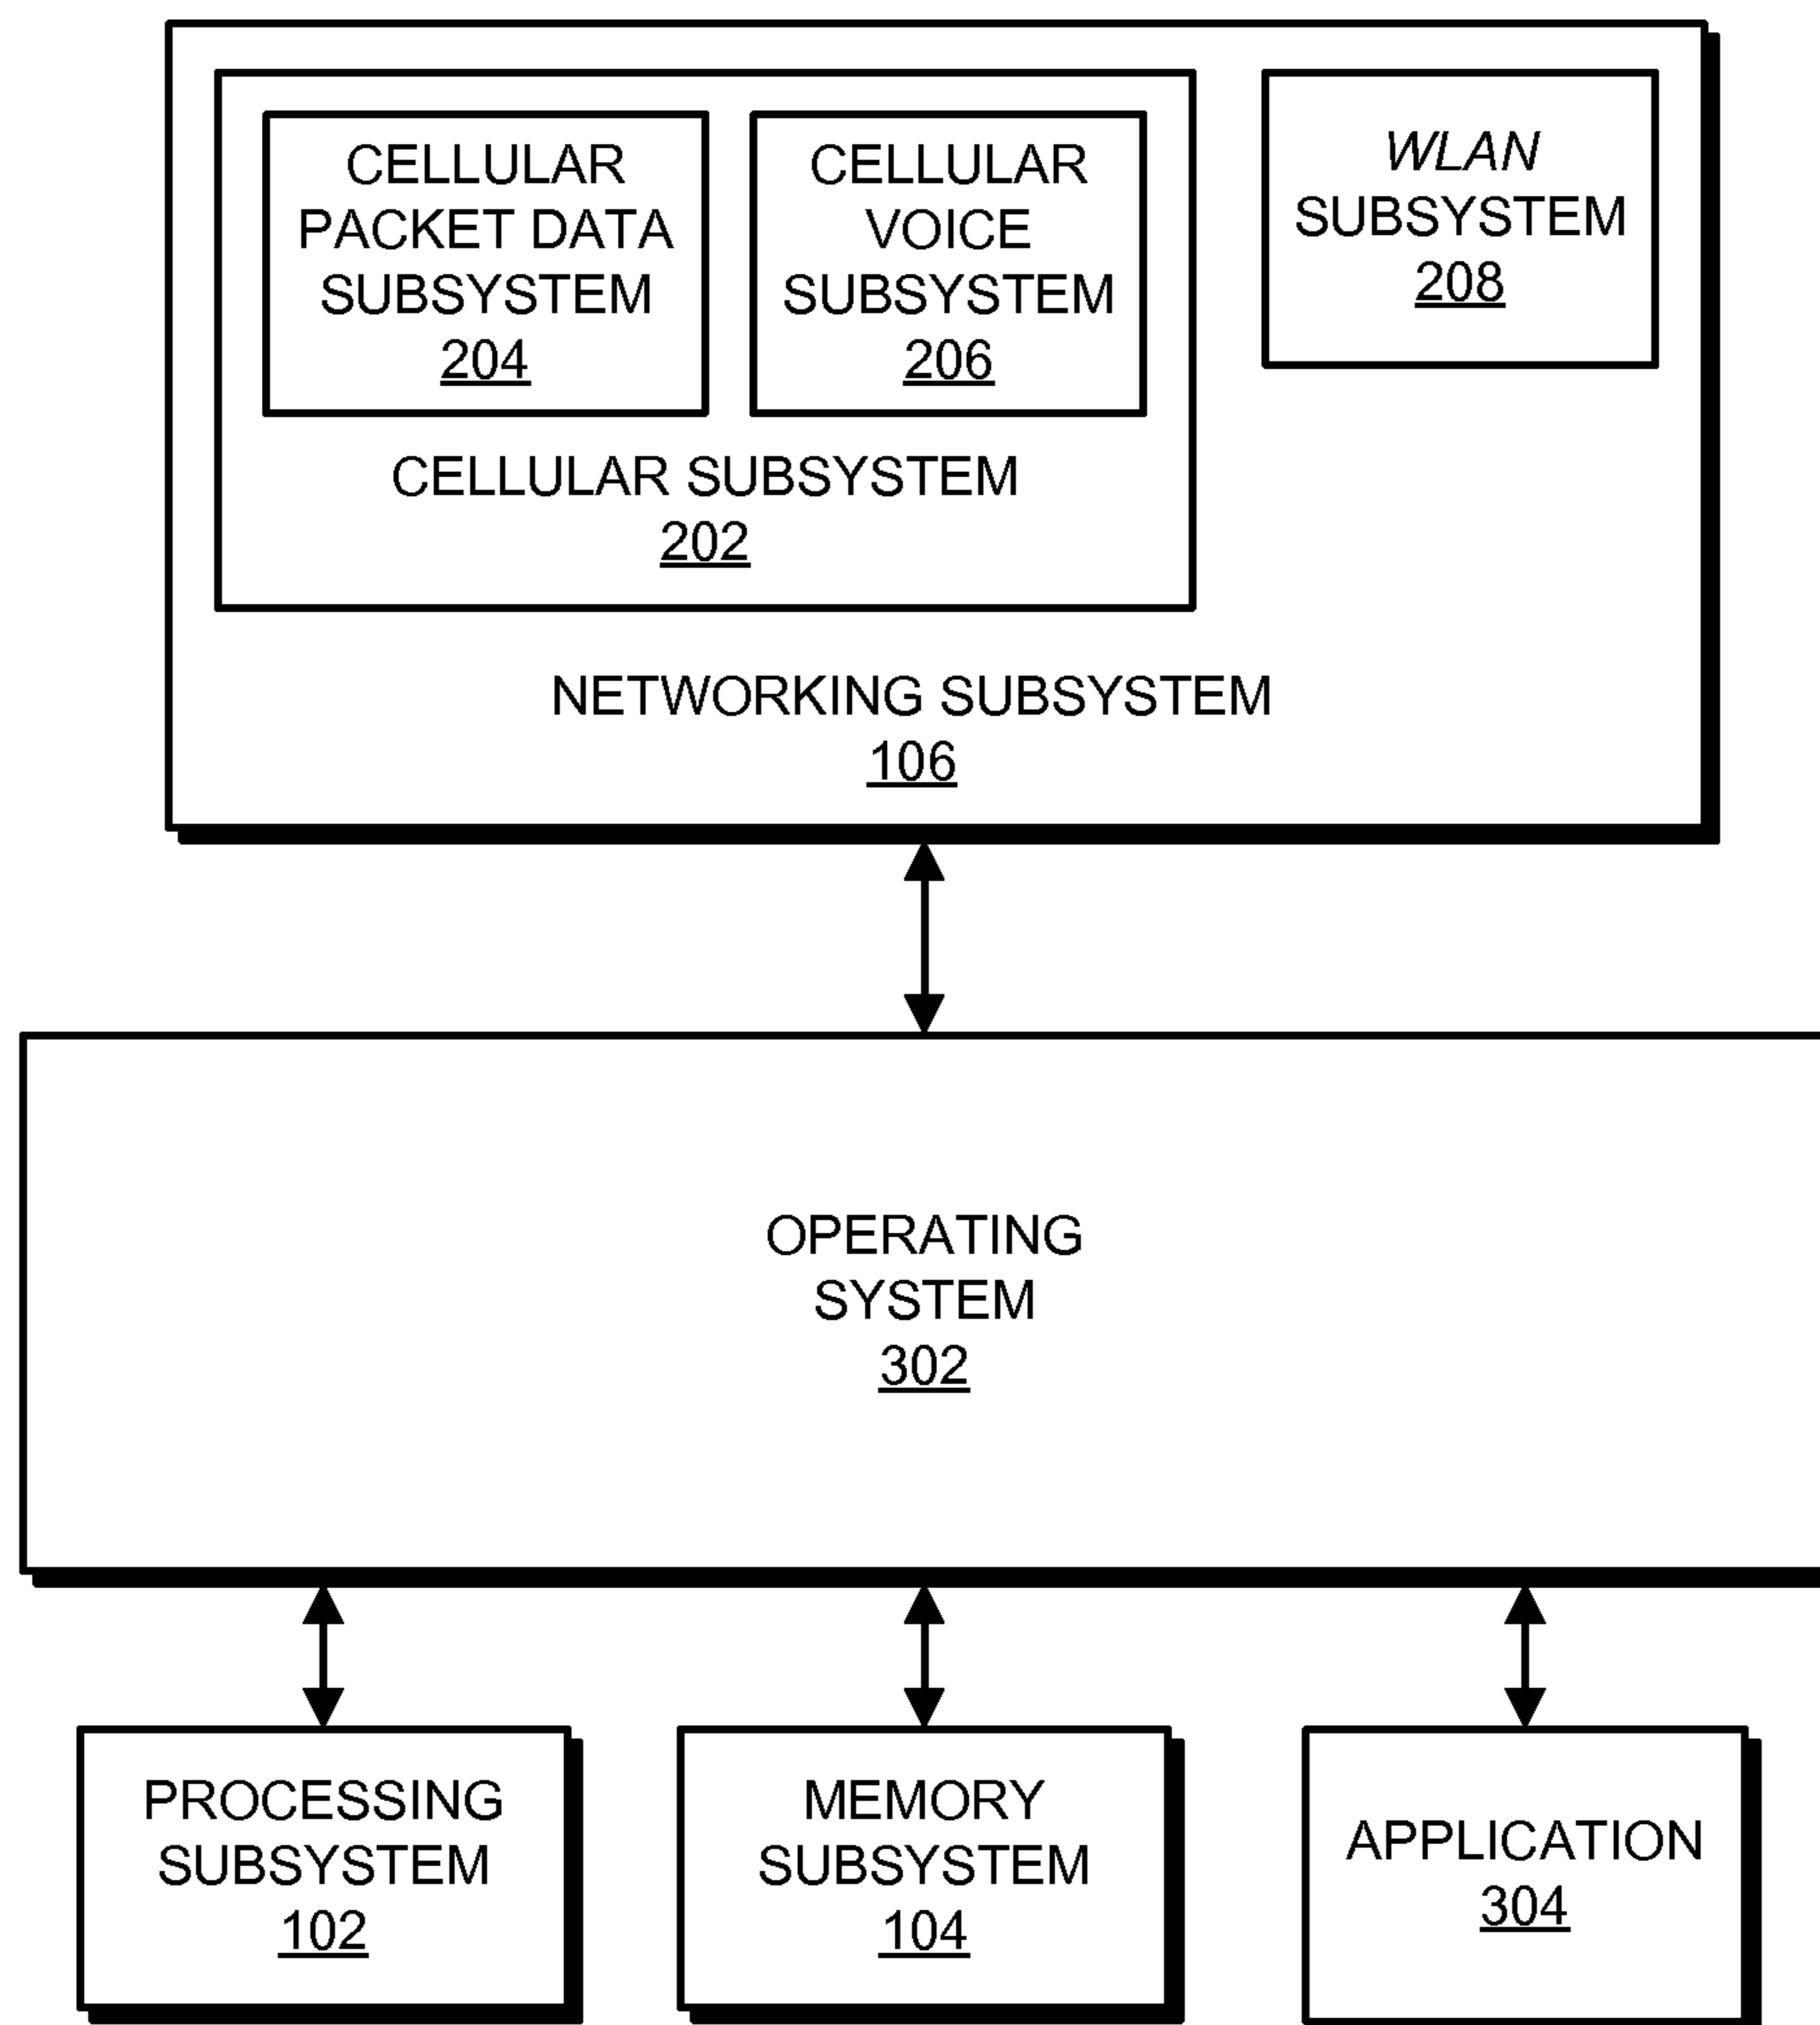 CELLULAR
PACKET DATA
SUBSYSTEM
204
CELLULAR
VOICE
SUBSYSTEM
206
WLAN
SUBSYSTEM
208
CELLULAR SUBSYSTEM
202
NETWORKING SUBSYSTEM
106
OPERATING
SYSTEM
302
PROCESSING
SUBSYSTEM
102
MEMORY
SUBSYSTEM
104
APPLICATION
304